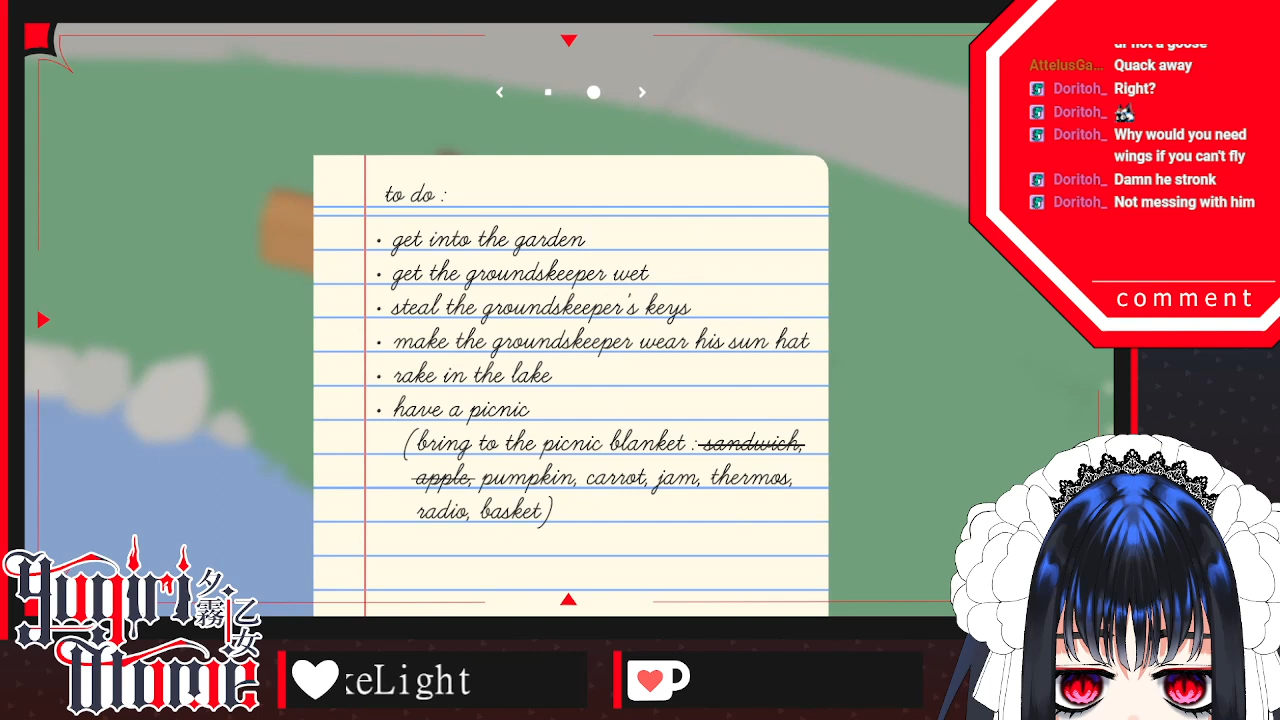 to do :
• get into the garden
• get the groundskeeper wet
• steal the groundskeeper's keys
• make the groundskeeper wear his sun hat
• rake in the lake
• have a picnic
(bring to the picnic blanket : sandwich,
apple, pumpkin, carrot, jam, thermos,
radio, basket)
ur not a goose
AttelusGa... Quack away
Doritoh_ Right?
Doritoh_
Doritoh_ Why would you need
wings if you can't fly
Doritoh_ Damn he stronk
Doritoh_ Not messing with him
comment
Yugiri
夕霧
乙女
Otome
keLight